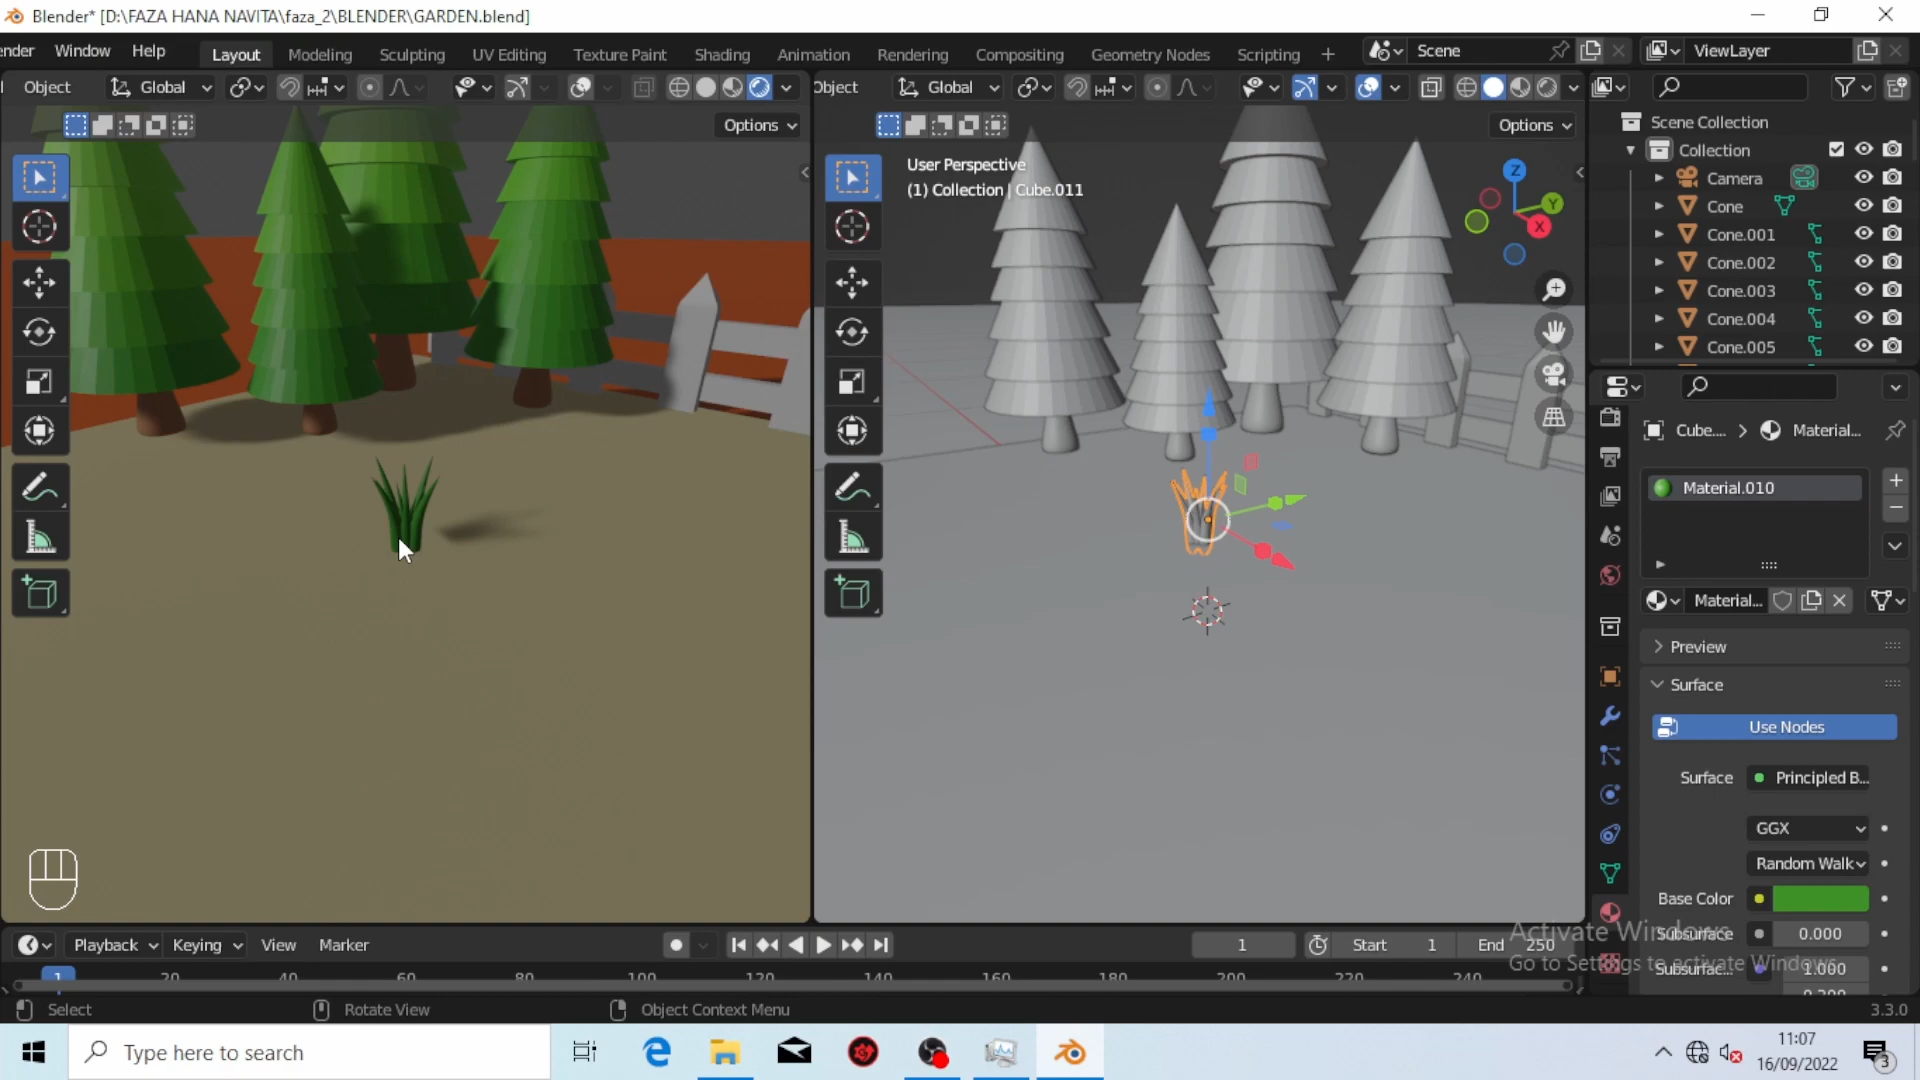 Blender* [D:\FAZA HANA NAVITA\faza_2\BLENDER\GARDEN.blend]
ender Window Help Layout Modeling Sculpting UV Editing Texture Paint Shading Animation Rendering Compositing Geometry Nodes Scripting + Scene ViewLayer
Object Global
Object Global
Options
Options
User Perspective
(1) Collection | Cube.011
Z
Y
X
Scene Collection
Collection
Camera
Cone
Cone.001
Cone.002
Cone.003
Cone.004
Cone.005
Cube.... > Material...
Material.010
Material...
Preview
Surface
Use Nodes
Surface Principled B...
GGX
Random Walk
Base Color
Subsurface 0.000
Subsurfac... 1.000
0.200
Activate Windows
Go to Settings to activate Windows.
Playback Keying View Marker 1 Start 1 End 250
1 20 40 60 80 100 120 140 160 180 200 220 240
Select Rotate View Object Context Menu 3.3.0
Type here to search
11:07
16/09/2022
3